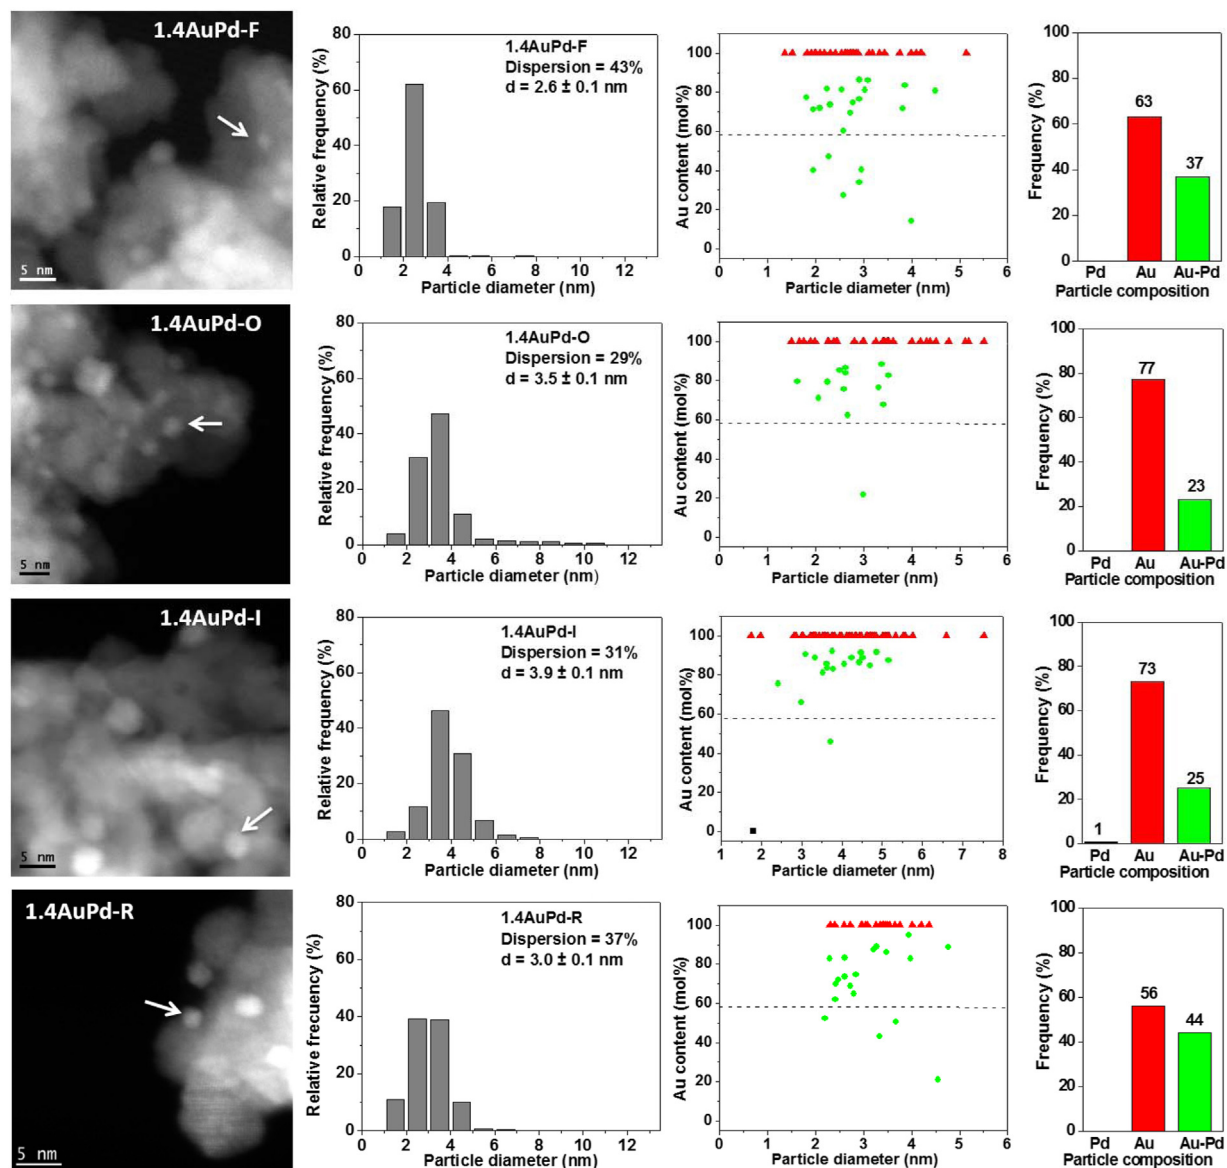 1.4AuPd-F
5 nm
80
60
40
20
0
Relative frequency (%)
1.4AuPd-F
Dispersion = 43%
d = 2.6 ± 0.1 nm
0 2 4 6 8 10 12
Particle diameter (nm)
100
80
60
40
20
0
Au content (mol%)
0 1 2 3 4 5 6
Particle diameter (nm)
100
80
60
40
20
0
Frequency (%)
63
37
Pd Au Au-Pd
Particle composition
1.4AuPd-O
5 nm
80
60
40
20
0
Relative frequency (%)
1.4AuPd-O
Dispersion = 29%
d = 3.5 ± 0.1 nm
0 2 4 6 8 10 12
Particle diameter (nm)
100
80
60
40
20
0
Au content (mol%)
0 1 2 3 4 5 6
Particle diameter (nm)
100
80
60
40
20
0
Frequency (%)
77
23
Pd Au Au-Pd
Particle composition
1.4AuPd-I
5 nm
80
60
40
20
0
Relative frequency (%)
1.4AuPd-I
Dispersion = 31%
d = 3.9 ± 0.1 nm
0 2 4 6 8 10 12
Particle diameter (nm)
100
80
60
40
20
0
Au content (mol%)
1 2 3 4 5 6 7 8
Particle diameter (nm)
100
80
60
40
20
0
Frequency (%)
1
73
25
Pd Au Au-Pd
Particle composition
1.4AuPd-R
5 nm
80
60
40
20
0
Relative frecuency (%)
1.4AuPd-R
Dispersion = 37%
d = 3.0 ± 0.1 nm
0 2 4 6 8 10 12
Particle diameter (nm)
100
80
60
40
20
0
Au content (mol%)
0 1 2 3 4 5 6
Particle diameter (nm)
100
80
60
40
20
0
Frequency (%)
56
44
Pd Au Au-Pd
Particle composition